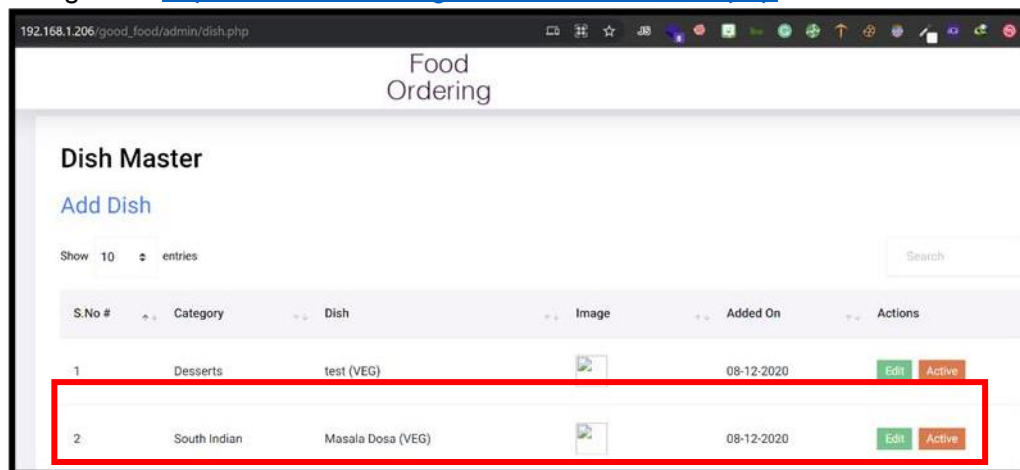 192.168.1.206/good_food/admin/dish.php
Food
Ordering
Dish Master
Add Dish
Show 10 entries
Search
S.No # Category Dish Image Added On Actions
1 Desserts test (VEG) 08-12-2020 Edit Active
2 South Indian Masala Dosa (VEG) 08-12-2020 Edit Active